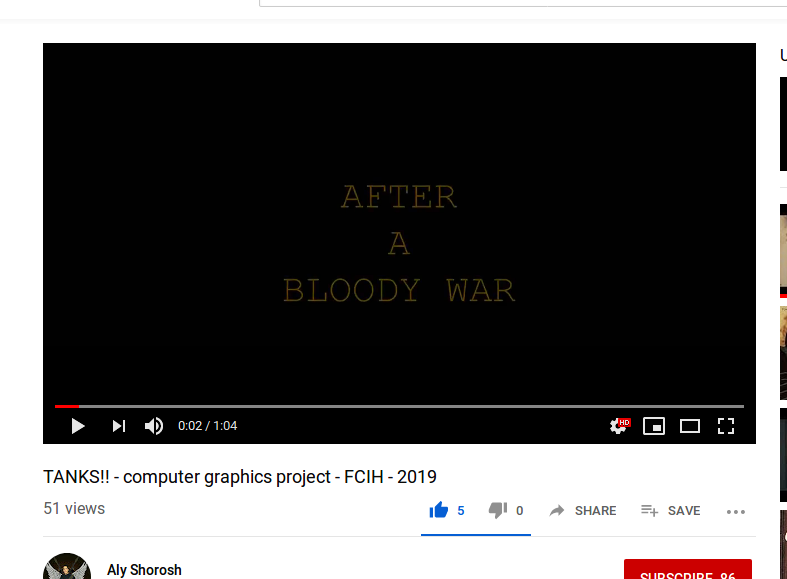 AFTER
A
BLOODY WAR
0:02 / 1:04
HD
TANKS!! - computer graphics project - FCIH - 2019
51 views
5
0
SHARE
SAVE
Aly Shorosh
SUBSCRIBE 86